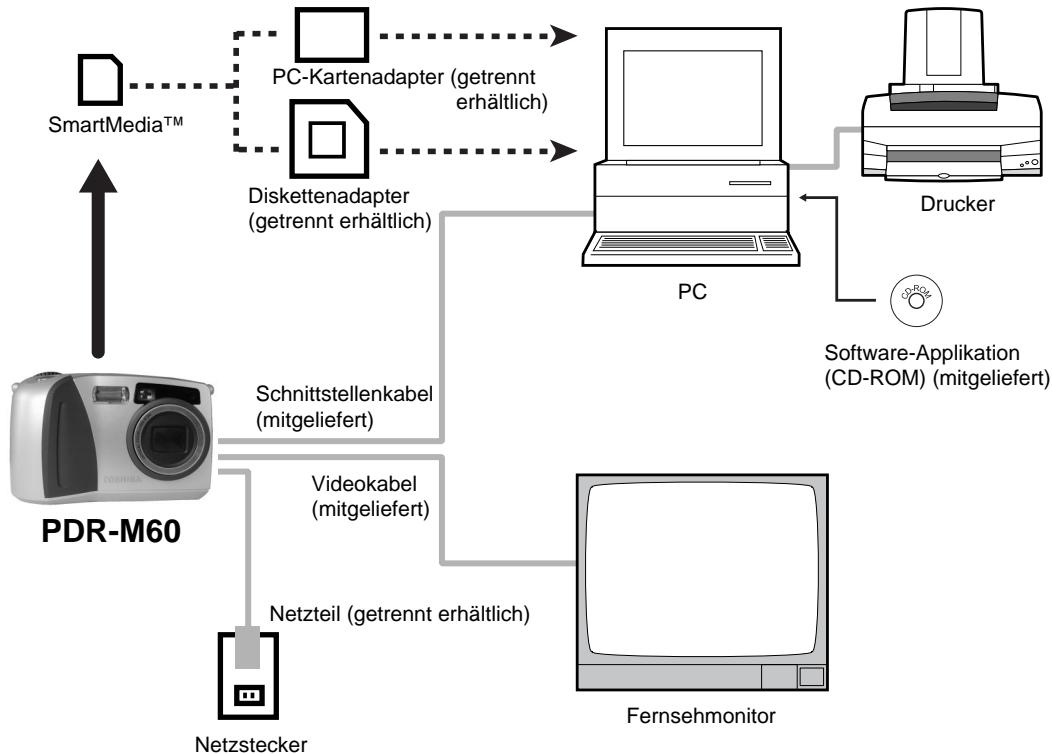 PC-Kartenadapter (getrennt
erhältlich)
SmartMedia™
Diskettenadapter
(getrennt erhältlich)
Drucker
PC
CD-ROM
Software-Applikation
(CD-ROM) (mitgeliefert)
Schnittstellenkabel
(mitgeliefert)
TOSHIBA
Videokabel
(mitgeliefert)
PDR-M60
Netzteil (getrennt erhältlich)
Fernsehmonitor
Netzstecker